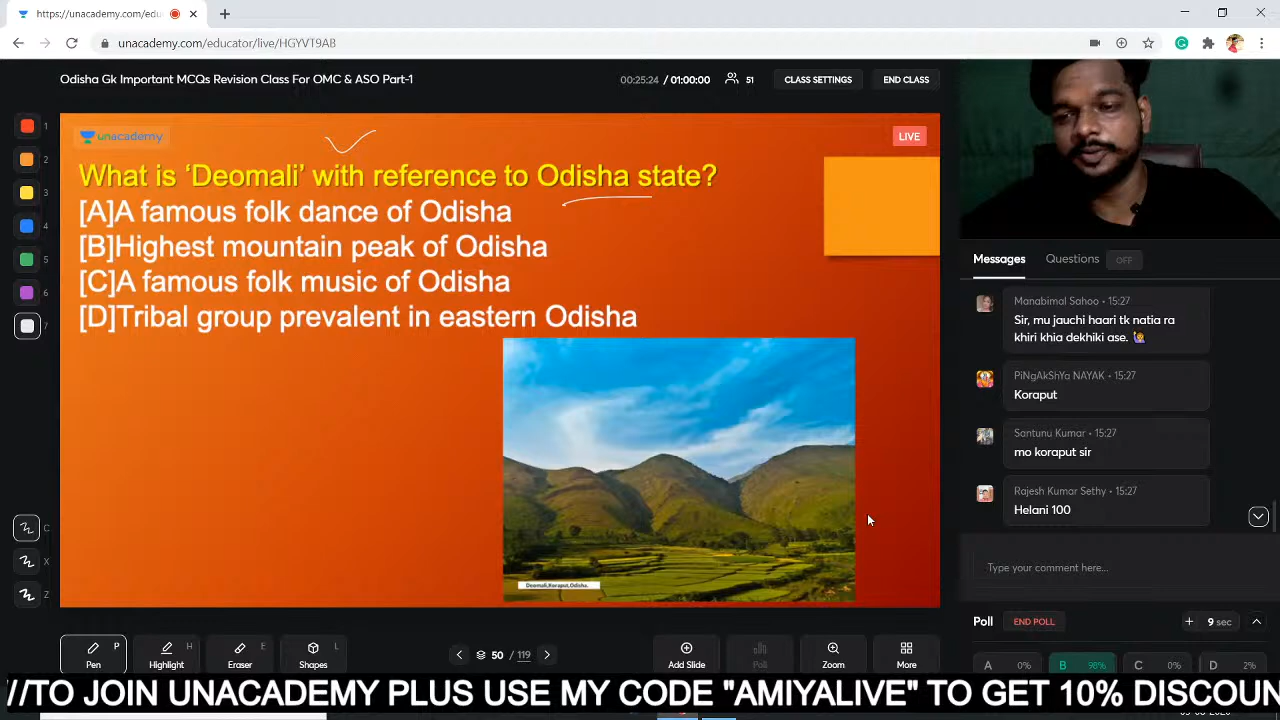 https://unacademy.com/edu
unacademy.com/educator/live/HGYVT9AB
Odisha Gk Important MCQs Revision Class For OMC & ASO Part-1
00:25:24 / 01:00:00
51
CLASS SETTINGS
END CLASS
1
2
3
4
5
6
7
C
X
Z
unacademy
LIVE
What is ‘Deomali’ with reference to Odisha state?
[A]A famous folk dance of Odisha
[B]Highest mountain peak of Odisha
[C]A famous folk music of Odisha
[D]Tribal group prevalent in eastern Odisha
Deomali,Koraput,Odisha.
Messages
Questions
OFF
Manabimal Sahoo • 15:27
Sir, mu jauchi haari tk natia ra
khiri khia dekhiki ase.
PiNgAkShYa NAYAK • 15:27
Koraput
Santunu Kumar • 15:27
mo koraput sir
Rajesh Kumar Sethy • 15:27
Helani 100
Type your comment here...
Poll
END POLL
+ 9 sec
A 0%
B 98%
C 0%
D 2%
Pen P
Highlight H
Eraser E
Shapes L
50 / 119
Add Slide
Poll
Zoom
More
//TO JOIN UNACADEMY PLUS USE MY CODE "AMIYALIVE" TO GET 10% DISCOUN